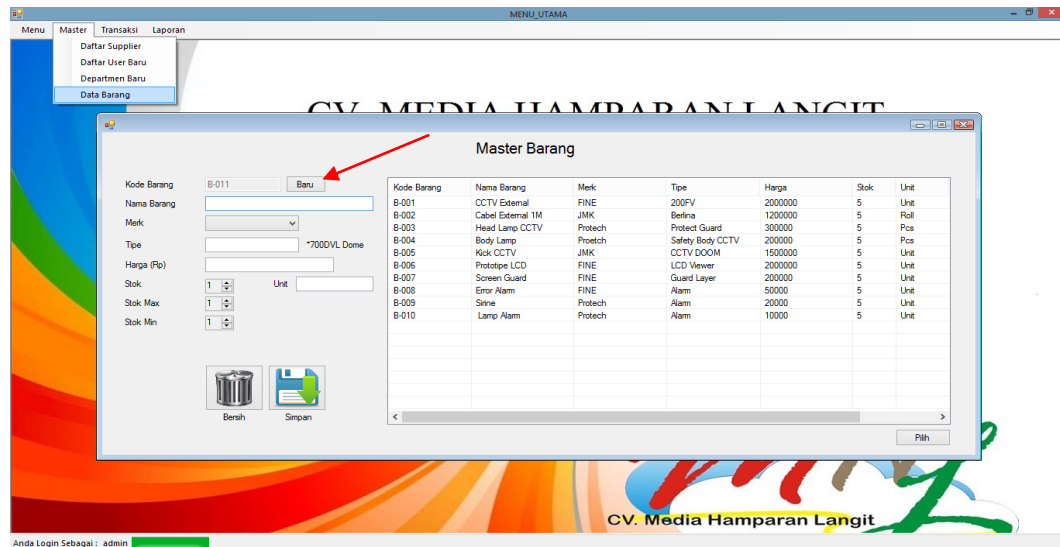 MENU_UTAMA
Menu Master Transaksi Laporan
Daftar Supplier
Daftar User Baru
Departmen Baru
Data Barang
CV. MEDIA HAMPARAN LANGIT
Master Barang
Kode Barang B-011 Baru
Nama Barang
Merk
Tipe *700DVL Dome
Harga (Rp)
Stok 1 Unit
Stok Max 1
Stok Min 1
Bersih Simpan
Kode Barang Nama Barang Merk Tipe Harga Stok Unit
B-001 CCTV External FINE 200FV 2000000 5 Unit
B-002 Cabel External 1M JMK Berlina 1200000 5 Roll
B-003 Head Lamp CCTV Protech Protect Guard 300000 5 Pcs
B-004 Body Lamp Proetch Safety Body CCTV 200000 5 Pcs
B-005 Kick CCTV JMK CCTV DOOM 1500000 5 Unit
B-006 Prototipe LCD FINE LCD Viewer 2000000 5 Unit
B-007 Screen Guard FINE Guard Layer 200000 5 Unit
B-008 Error Alarm FINE Alarm 50000 5 Unit
B-009 Sirine Protech Alarm 20000 5 Unit
B-010 Lamp Alarm Protech Alarm 10000 5 Unit
Pilih
CV. Media Hamparan Langit
Anda Login Sebagai : admin